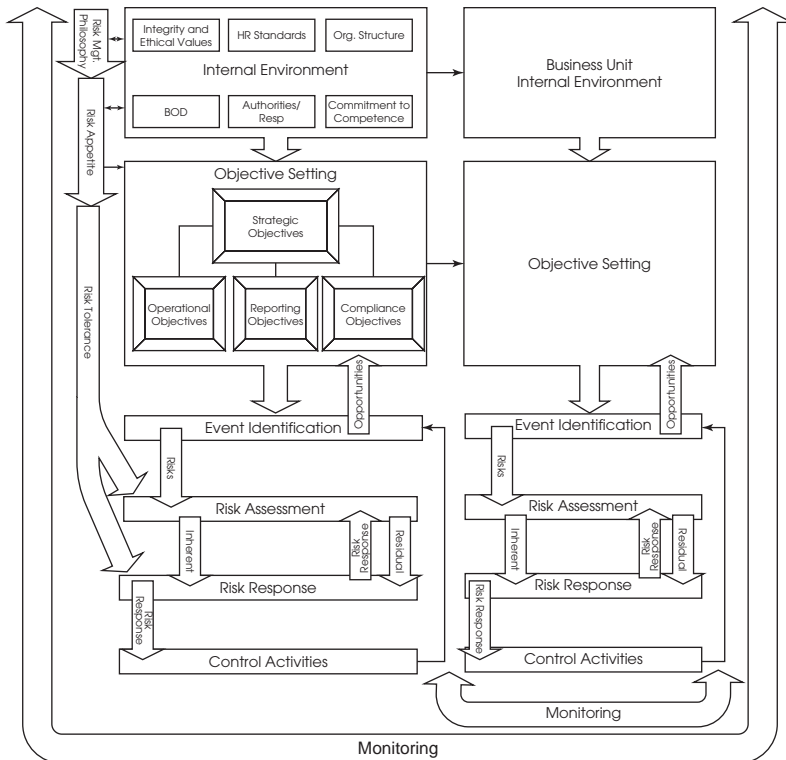 Risk Mgt.
Philosophy
Integrity and
Ethical Values
HR Standards
Org. Structure
Internal Environment
BOD
Authorities/
Resp
Commitment to
Competence
Business Unit
Internal Environment
Risk Appetite
Objective Setting
Strategic
Objectives
Operational
Objectives
Reporting
Objectives
Compliance
Objectives
Objective Setting
Risk Tolerance
Opportunities
Opportunities
Event Identification
Event Identification
Risks
Risks
Risk Assessment
Risk Assessment
Inherent
Risk
Response
Residual
Inherent
Risk
Response
Residual
Risk Response
Risk Response
Risk
Response
Risk Response
Control Activities
Control Activities
Monitoring
Monitoring